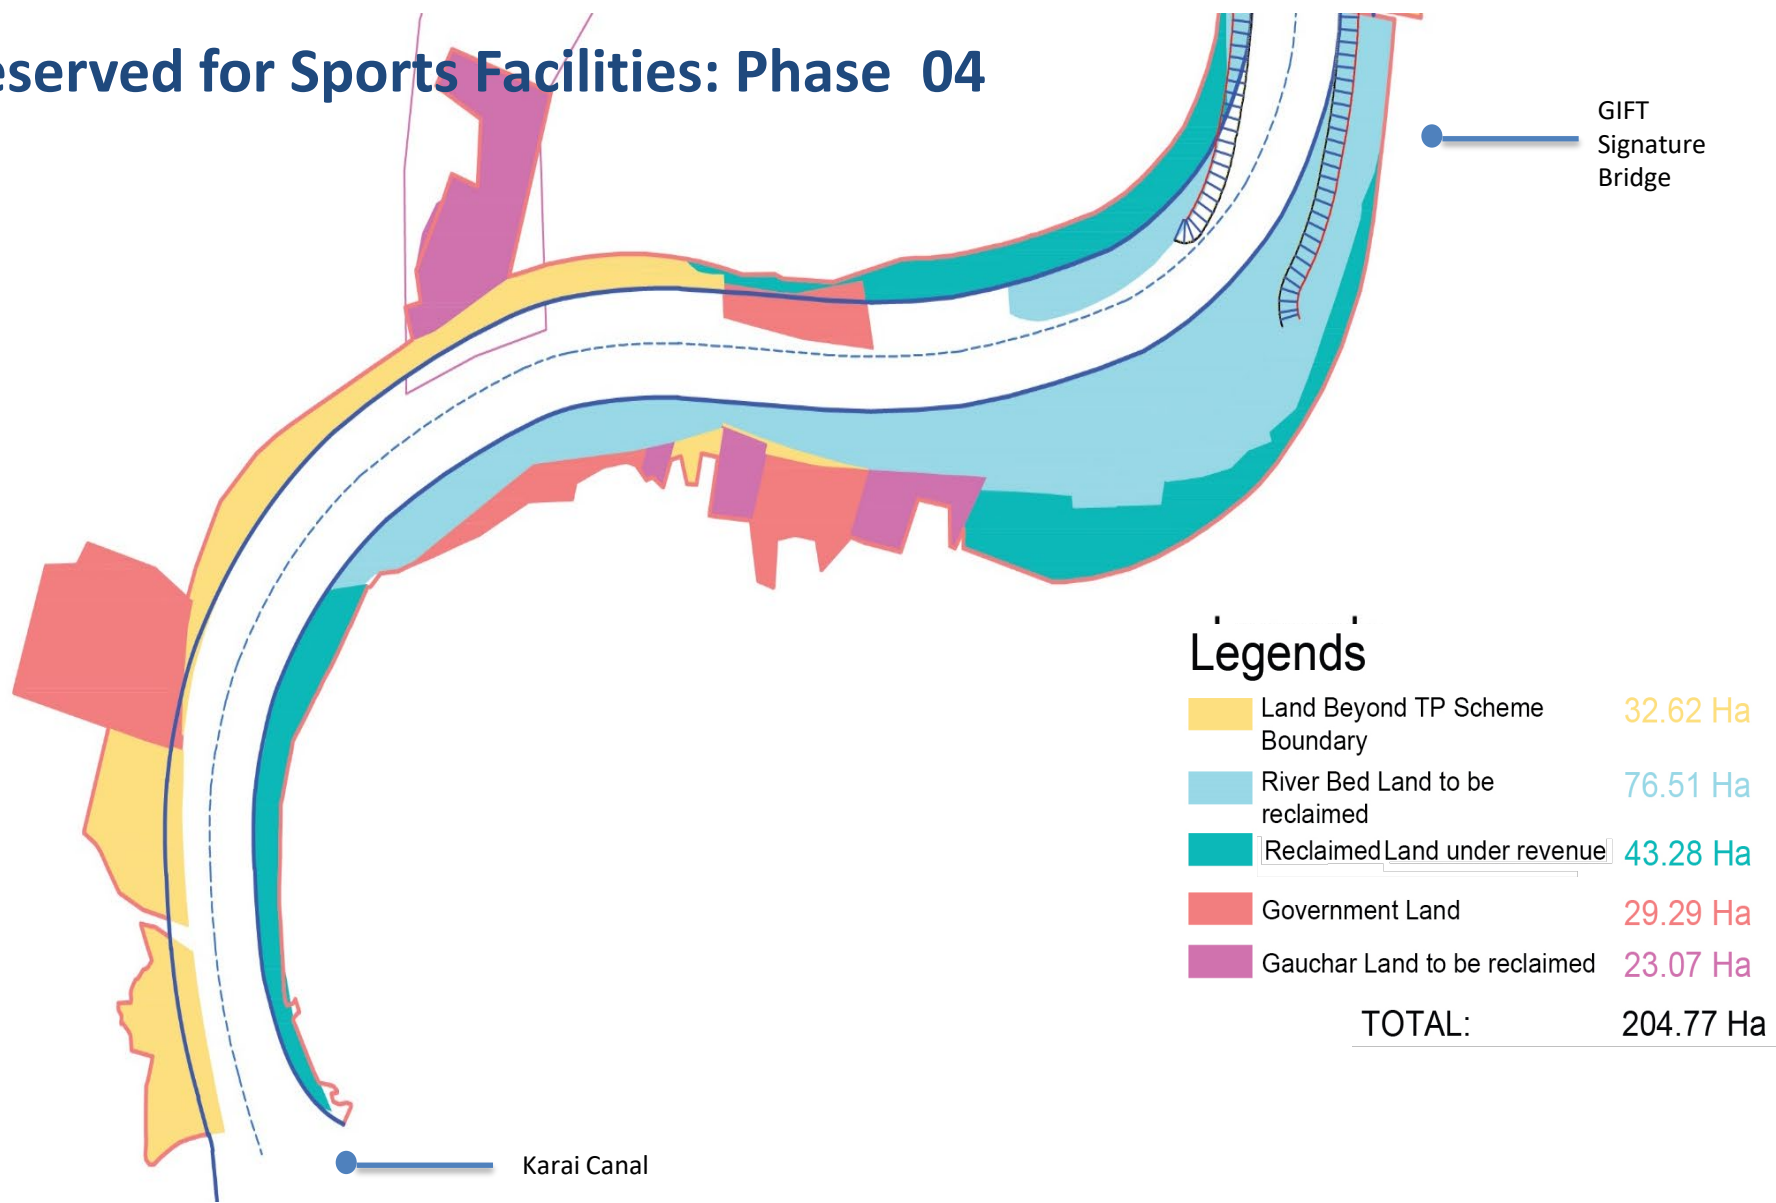 eserved for Sports Facilities: Phase 04
GIFT
Signature
Bridge
Legends
Land Beyond TP Scheme
Boundary
32.62 Ha
River Bed Land to be
reclaimed
76.51 Ha
Reclaimed Land under revenue
43.28 Ha
Government Land
29.29 Ha
Gauchar Land to be reclaimed
23.07 Ha
TOTAL:
204.77 Ha
Karai Canal